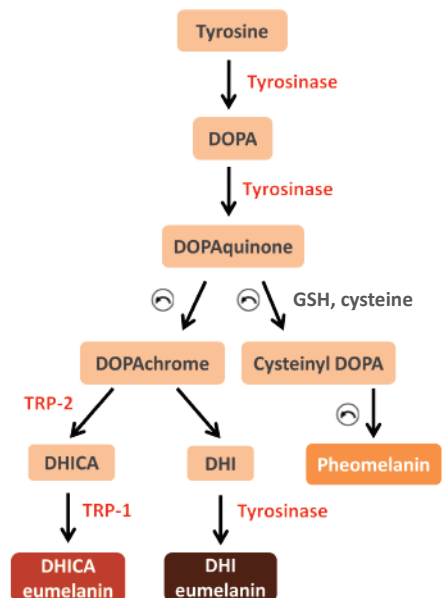 Tyrosine
Tyrosinase
DOPA
Tyrosinase
DOPAquinone
GSH, cysteine
DOPAchrome
Cysteinyl DOPA
TRP-2
DHICA
DHI
Pheomelanin
TRP-1
Tyrosinase
DHICA
eumelanin
DHI
eumelanin